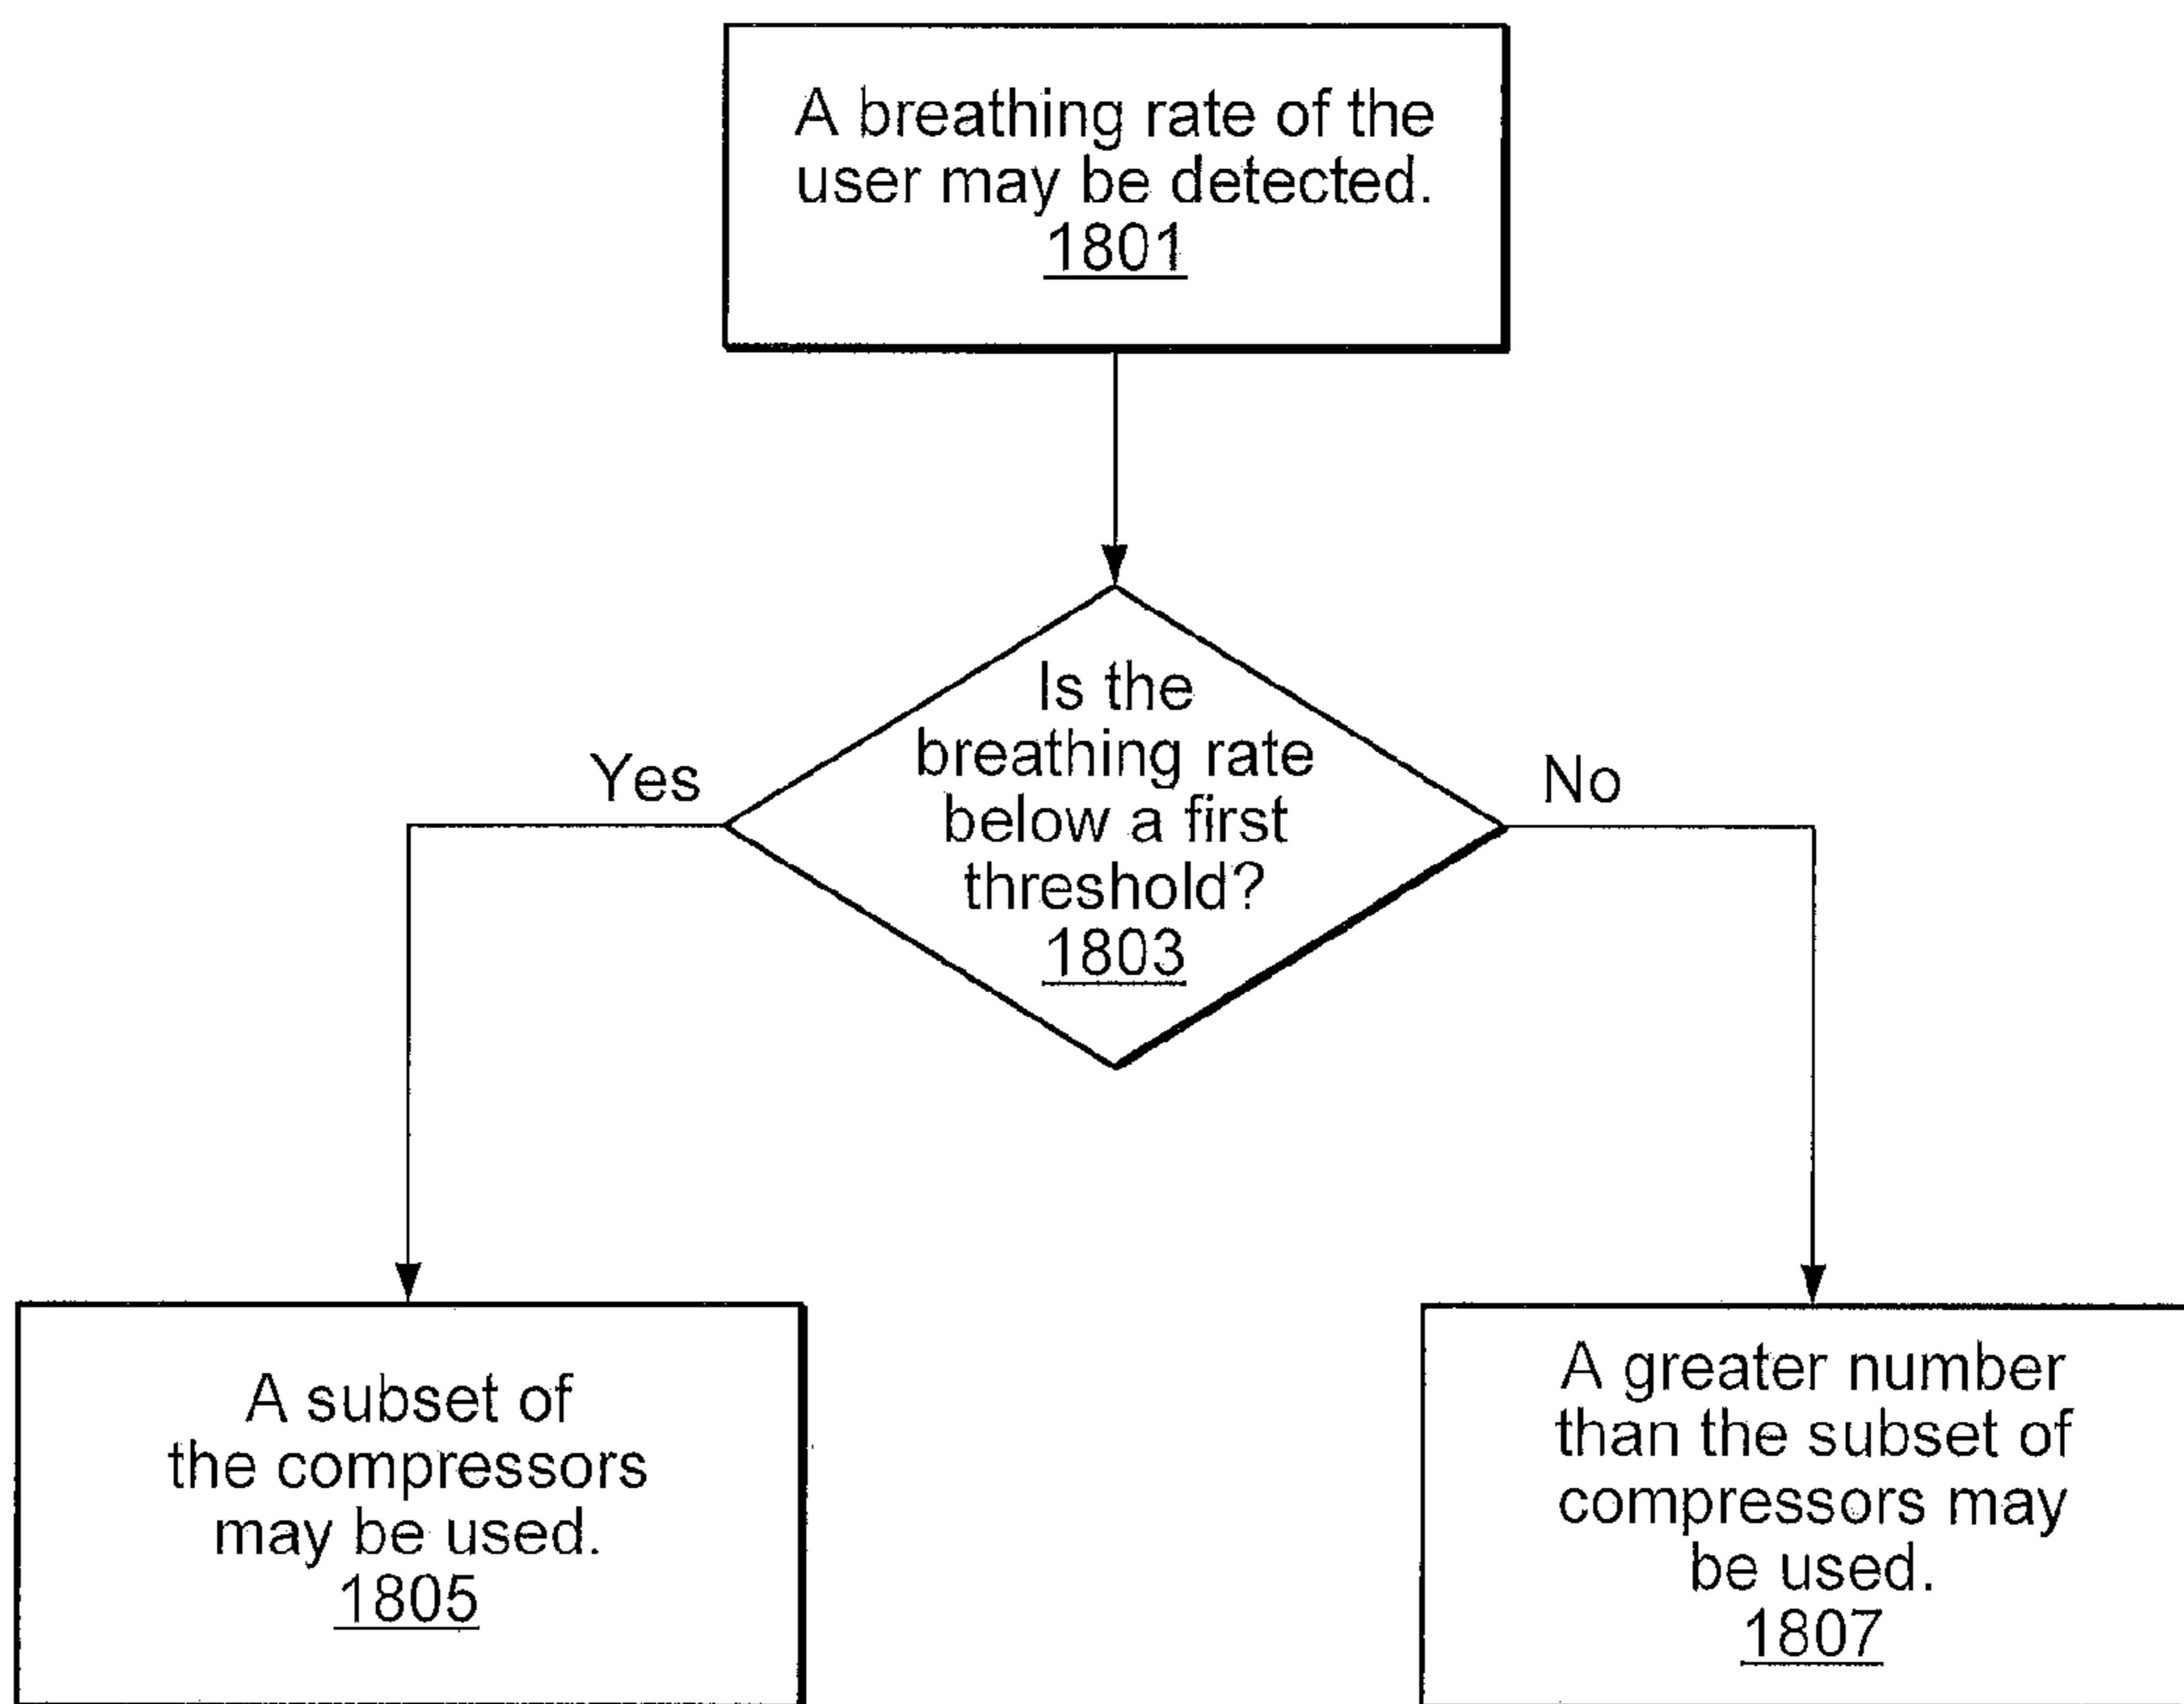 A breathing rate of the
user may be detected.
1801
Is the
breathing rate
below a first
threshold?
1803
Yes
No
A subset of
the compressors
may be used.
1805
A greater number
than the subset of
compressors may
be used.
1807